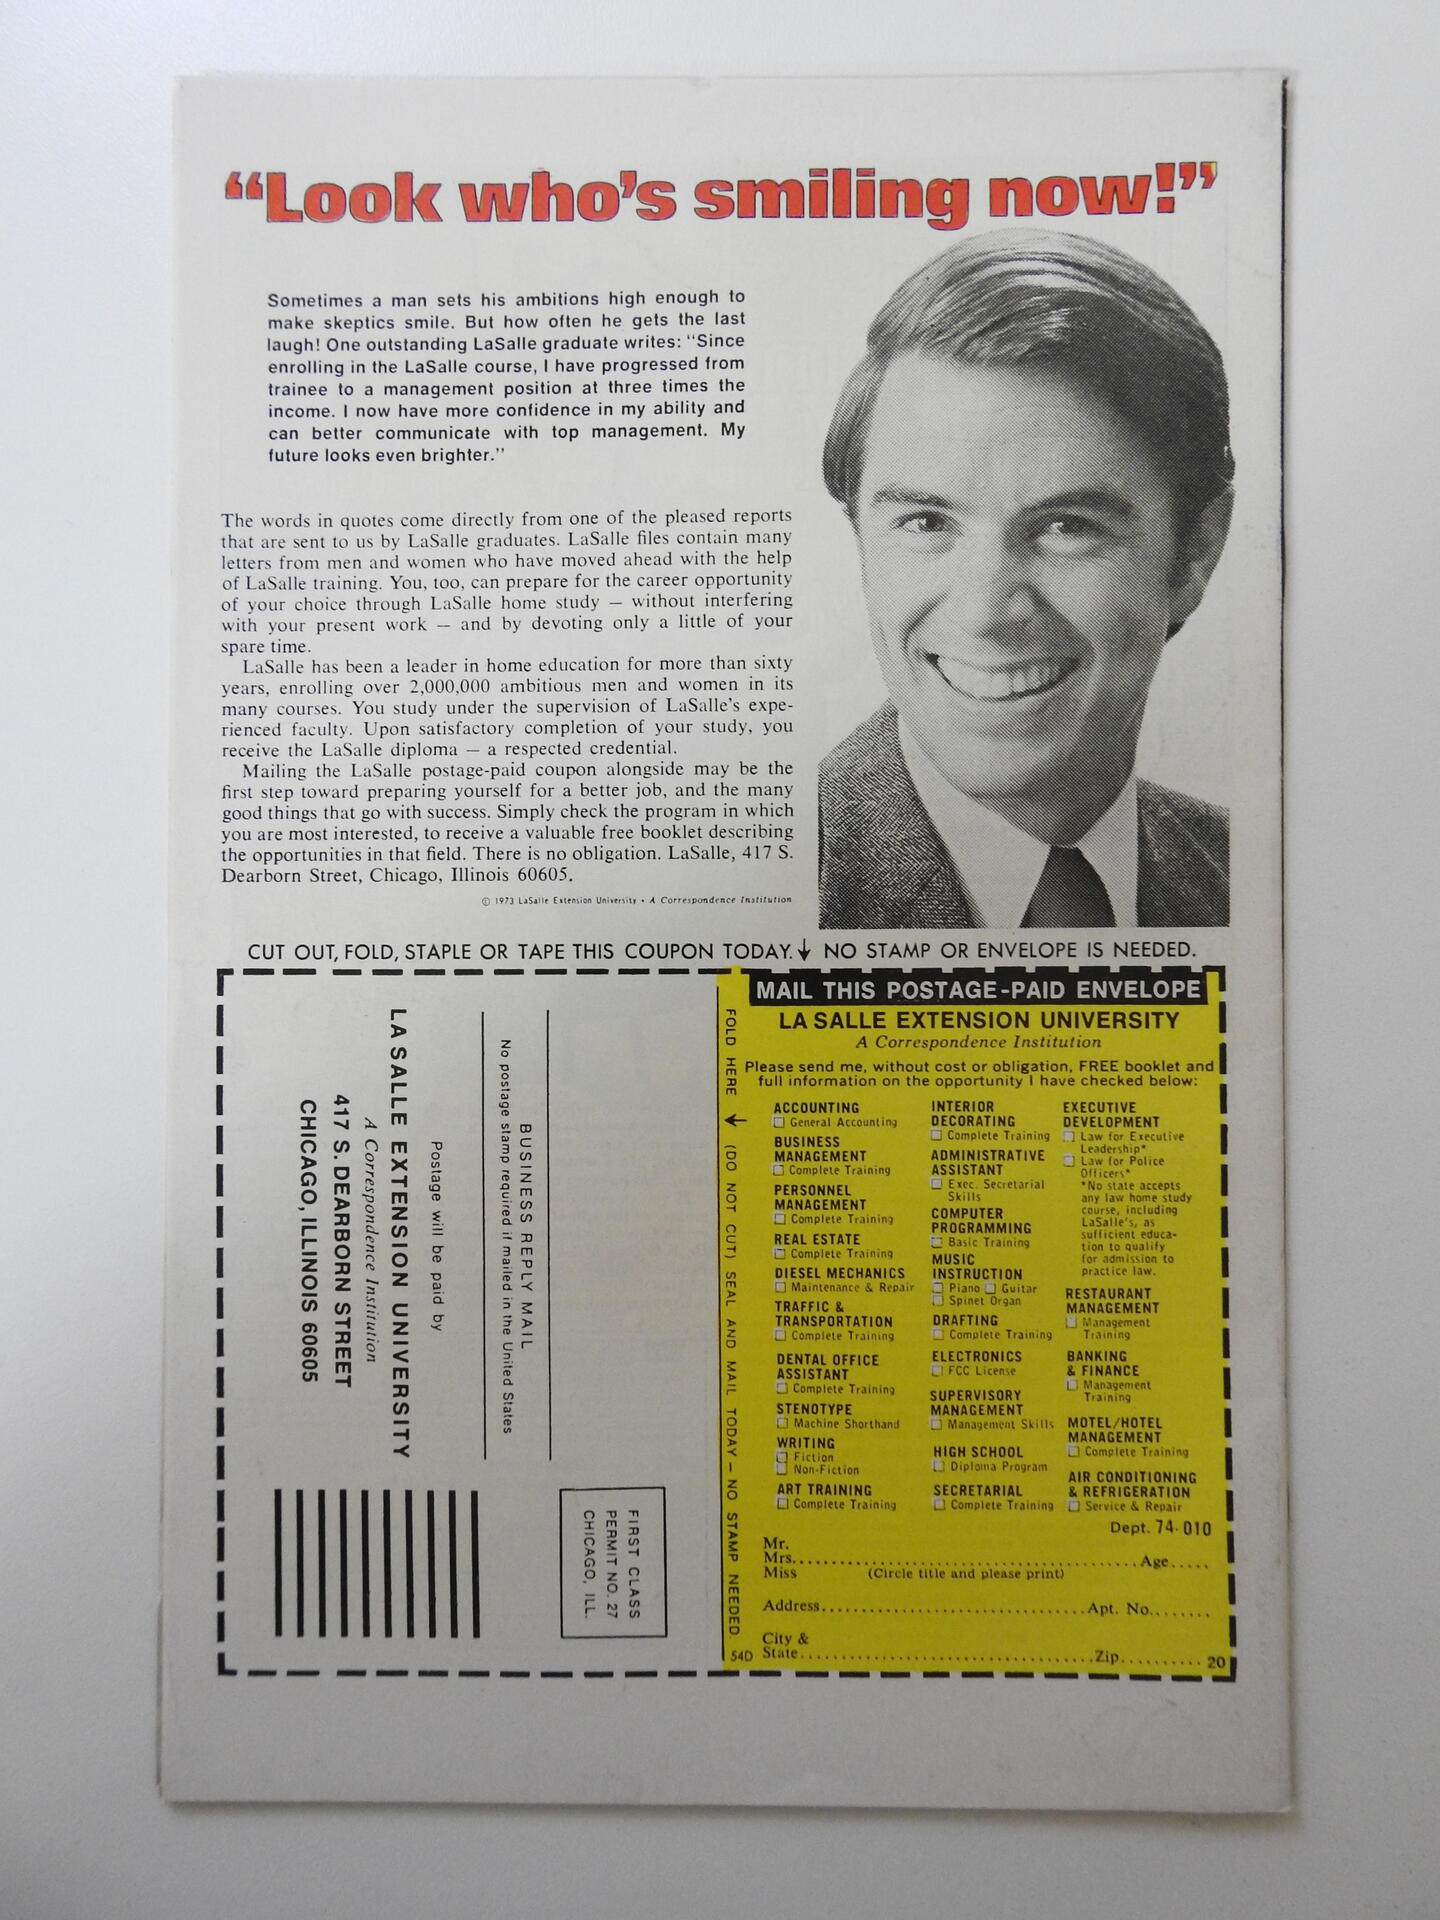 “Look who's smiling now!”
Sometimes a man sets his ambitions high enough to
make skeptics smile. But how often he gets the last
laugh! One outstanding LaSalle graduate writes: “Since
enrolling in the LaSalle course, I have progressed from
trainee to a management position at three times the
income. I now have more confidence in my ability and
can better communicate with top management. My
future looks even brighter.”
The words in quotes come directly from one of the pleased reports
that are sent to us by LaSalle graduates. LaSalle files contain many
letters from men and women who have moved ahead with the help
of LaSalle training. You, too, can prepare for the career opportunity
of your choice through LaSalle home study — without interfering
with your present work — and by devoting only a little of your
spare time.
LaSalle has been a leader in home education for more than sixty
years, enrolling over 2,000,000 ambitious men and women in its
many courses. You study under the supervision of LaSalle's expe-
rienced faculty. Upon satisfactory completion of your study, you
receive the LaSalle diploma — a respected credential.
Mailing the LaSalle postage-paid coupon alongside may be the
first step toward preparing yourself for a better job, and the many
good things that go with success. Simply check the program in which
you are most interested, to receive a valuable free booklet describing
the opportunities in that field. There is no obligation. LaSalle, 417 S.
Dearborn Street, Chicago, Illinois 60605.
© 1973 LaSalle Extension University • A Correspondence Institution
CUT OUT, FOLD, STAPLE OR TAPE THIS COUPON TODAY. ↓ NO STAMP OR ENVELOPE IS NEEDED.
FIRST CLASS
PERMIT NO. 27
CHICAGO, ILL.
BUSINESS REPLY MAIL
No postage stamp required if mailed in the United States
Postage will be paid by
LA SALLE EXTENSION UNIVERSITY
A Correspondence Institution
417 S. DEARBORN STREET
CHICAGO, ILLINOIS 60605
FOLD HERE ↓ (DO NOT CUT) SEAL AND MAIL TODAY — NO STAMP NEEDED.
MAIL THIS POSTAGE-PAID ENVELOPE
LA SALLE EXTENSION UNIVERSITY
A Correspondence Institution
Please send me, without cost or obligation, FREE booklet and
full information on the opportunity I have checked below:
ACCOUNTING
☐ General Accounting
BUSINESS
MANAGEMENT
☐ Complete Training
PERSONNEL
MANAGEMENT
☐ Complete Training
REAL ESTATE
☐ Complete Training
DIESEL MECHANICS
☐ Maintenance & Repair
TRAFFIC &
TRANSPORTATION
☐ Complete Training
DENTAL OFFICE
ASSISTANT
☐ Complete Training
STENOTYPE
☐ Machine Shorthand
WRITING
☐ Fiction
☐ Non-Fiction
ART TRAINING
☐ Complete Training
INTERIOR
DECORATING
☐ Complete Training
ADMINISTRATIVE
ASSISTANT
☐ Exec. Secretarial
Skills
COMPUTER
PROGRAMMING
☐ Basic Training
MUSIC
INSTRUCTION
☐ Piano ☐ Guitar
☐ Spinet Organ
DRAFTING
☐ Complete Training
ELECTRONICS
☐ FCC License
SUPERVISORY
MANAGEMENT
☐ Management Skills
HIGH SCHOOL
☐ Diploma Program
SECRETARIAL
☐ Complete Training
EXECUTIVE
DEVELOPMENT
☐ Law for Executive
Leadership*
☐ Law for Police
Officers*
*No state accepts
any law home study
course, including
LaSalle's, as
sufficient educa-
tion to qualify
for admission to
practice law.
RESTAURANT
MANAGEMENT
☐ Management
Training
BANKING
& FINANCE
☐ Management
Training
MOTEL/HOTEL
MANAGEMENT
☐ Complete Training
AIR CONDITIONING
& REFRIGERATION
☐ Service & Repair
Dept. 74-010
Mr.
Mrs. Age
Miss (Circle title and please print)
Address Apt. No.
City &
State Zip
54D 20